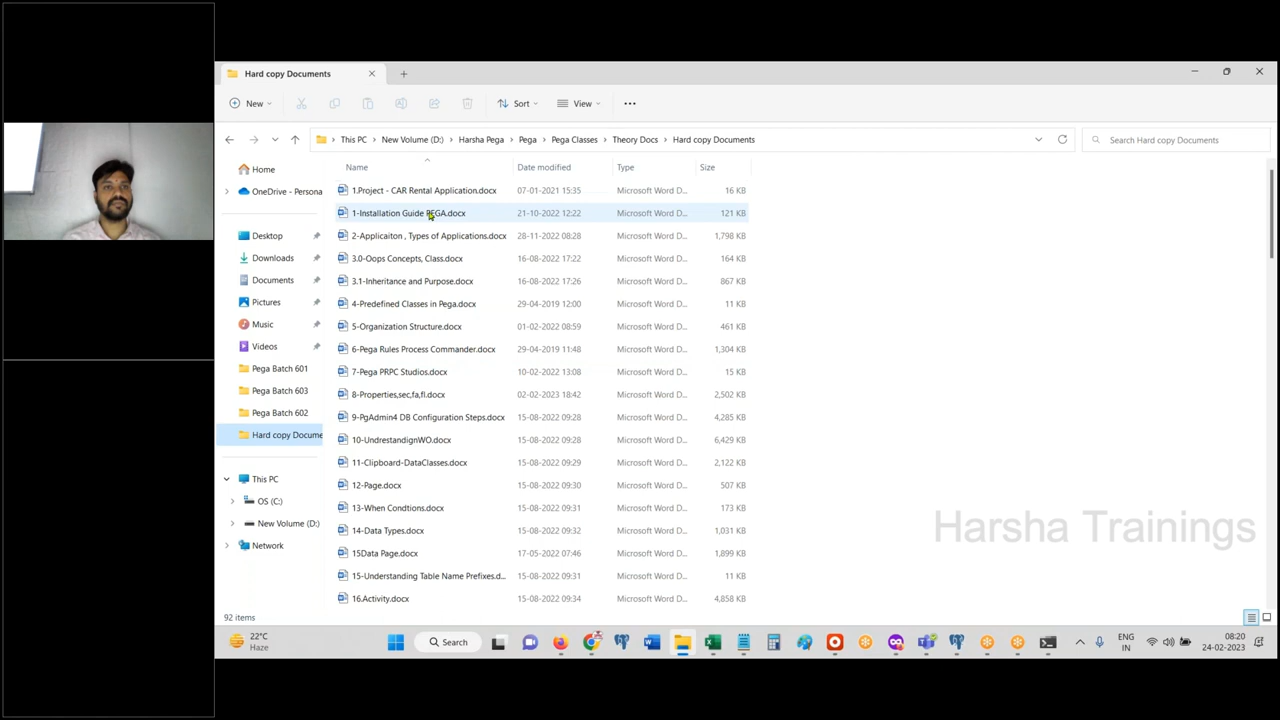 Hard copy Documents
New
Sort
View
This PC
New Volume (D:)
Harsha Pega
Pega
Pega Classes
Theory Docs
Hard copy Documents
Search Hard copy Documents
Home
OneDrive - Persona
Desktop
Downloads
Documents
Pictures
Music
Videos
Pega Batch 601
Pega Batch 603
Pega Batch 602
Hard copy Docume
This PC
OS (C:)
New Volume (D:)
Network
Name Date modified Type Size
1.Project - CAR Rental Application.docx 07-01-2021 15:35 Microsoft Word D... 16 KB
1-Installation Guide PEGA.docx 21-10-2022 12:22 Microsoft Word D... 121 KB
2-Applicaiton , Types of Applications.docx 28-11-2022 08:28 Microsoft Word D... 1,798 KB
3.0-Oops Concepts, Class.docx 16-08-2022 17:22 Microsoft Word D... 164 KB
3.1-Inheritance and Purpose.docx 16-08-2022 17:26 Microsoft Word D... 867 KB
4-Predefined Classes in Pega.docx 29-04-2019 12:00 Microsoft Word D... 11 KB
5-Organization Structure.docx 01-02-2022 08:59 Microsoft Word D... 461 KB
6-Pega Rules Process Commander.docx 29-04-2019 11:48 Microsoft Word D... 1,304 KB
7-Pega PRPC Studios.docx 10-02-2022 13:08 Microsoft Word D... 15 KB
8-Properties,sec,fa,fl.docx 02-02-2023 18:42 Microsoft Word D... 2,502 KB
9-PgAdmin4 DB Configuration Steps.docx 15-08-2022 09:28 Microsoft Word D... 4,285 KB
10-UndrestandignWO.docx 15-08-2022 09:28 Microsoft Word D... 6,429 KB
11-Clipboard-DataClasses.docx 15-08-2022 09:29 Microsoft Word D... 2,122 KB
12-Page.docx 15-08-2022 09:30 Microsoft Word D... 507 KB
13-When Condtions.docx 15-08-2022 09:31 Microsoft Word D... 173 KB
14-Data Types.docx 15-08-2022 09:32 Microsoft Word D... 1,031 KB
15Data Page.docx 17-05-2022 07:46 Microsoft Word D... 1,899 KB
15-Understanding Table Name Prefixes.d... 15-08-2022 09:31 Microsoft Word D... 11 KB
16.Activity.docx 15-08-2022 09:34 Microsoft Word D... 4,858 KB
Harsha Trainings
92 items
22°C
Haze
Search
ENG
IN
08:20
24-02-2023